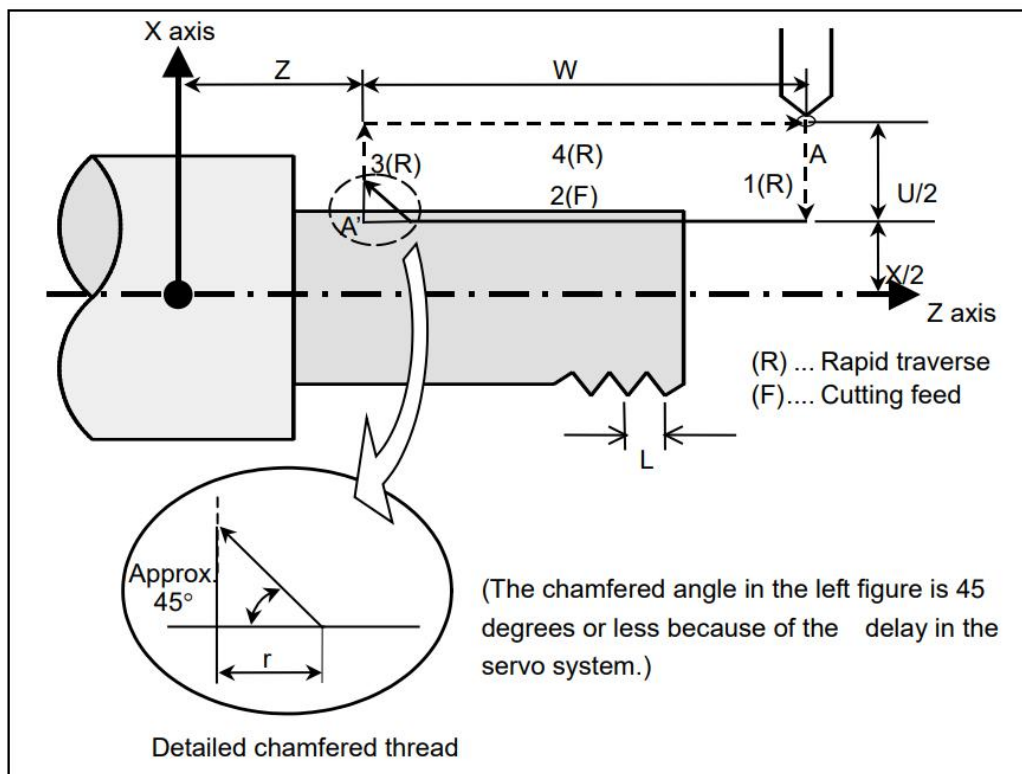 X axis
Z
W
A
3(R)
4(R)
1(R)
2(F)
U/2
A'
X/2
Z axis
(R) ... Rapid traverse
(F).... Cutting feed
L
Approx.
45°
r
(The chamfered angle in the left figure is 45
degrees or less because of the delay in the
servo system.)
Detailed chamfered thread